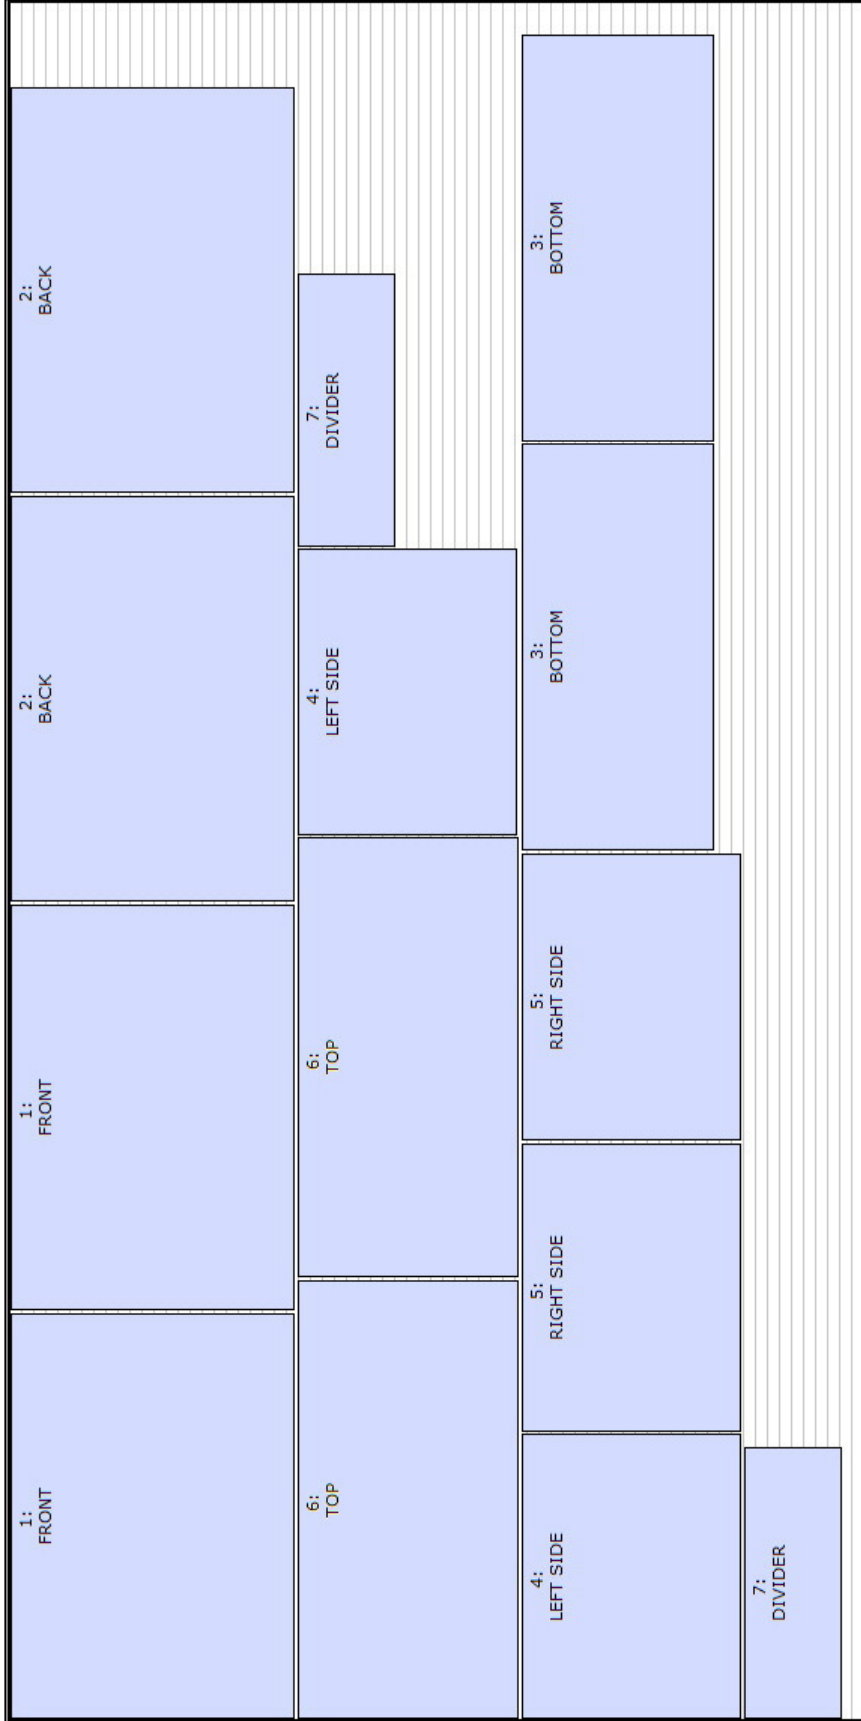 2:
BACK
2:
BACK
1:
FRONT
1:
FRONT
7:
DIVIDER
4:
LEFT SIDE
6:
TOP
6:
TOP
3:
BOTTOM
3:
BOTTOM
5:
RIGHT SIDE
5:
RIGHT SIDE
4:
LEFT SIDE
7:
DIVIDER